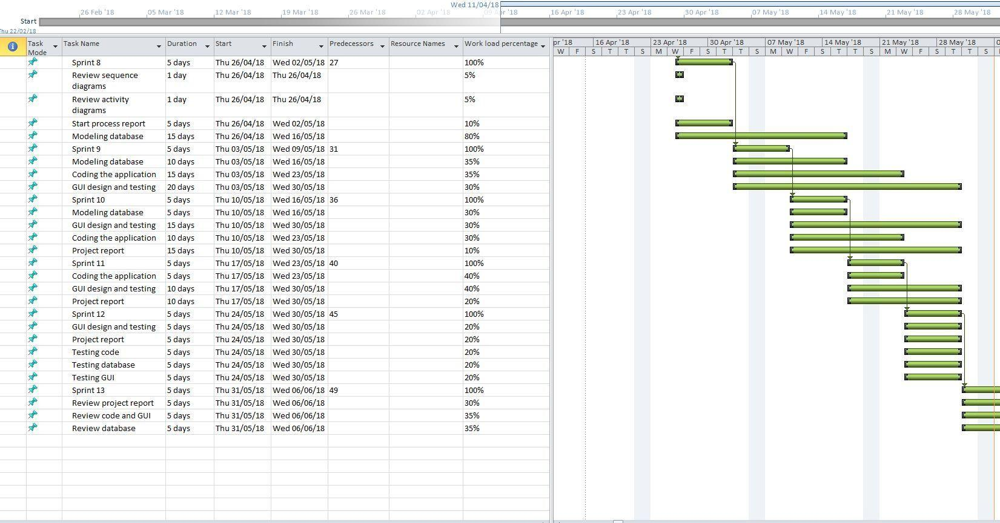 Wed 11/04/18
26 Feb '18 05 Mar '18 12 Mar '18 19 Mar '18 26 Mar '18 02 Apr '18 09 Apr '18 16 Apr '18 23 Apr '18 30 Apr '18 07 May '18 14 May '18 21 May '18 28 May '18
Start
Thu 22/02/18
Task Mode Task Name Duration Start Finish Predecessors Resource Names Work load percentage
pr '18 16 Apr '18 23 Apr '18 30 Apr '18 07 May '18 14 May '18 21 May '18 28 May '18 0
W F S T T S M W F S T T S M W F S T T S M W F S T T S
Sprint 8 5 days Thu 26/04/18 Wed 02/05/18 27 100%
Review sequence diagrams 1 day Thu 26/04/18 Thu 26/04/18 5%
Review activity diagrams 1 day Thu 26/04/18 Thu 26/04/18 5%
Start process report 5 days Thu 26/04/18 Wed 02/05/18 10%
Modeling database 15 days Thu 26/04/18 Wed 16/05/18 80%
Sprint 9 5 days Thu 03/05/18 Wed 09/05/18 31 100%
Modeling database 10 days Thu 03/05/18 Wed 16/05/18 35%
Coding the application 15 days Thu 03/05/18 Wed 23/05/18 35%
GUI design and testing 20 days Thu 03/05/18 Wed 30/05/18 30%
Sprint 10 5 days Thu 10/05/18 Wed 16/05/18 36 100%
Modeling database 5 days Thu 10/05/18 Wed 16/05/18 30%
GUI design and testing 15 days Thu 10/05/18 Wed 30/05/18 30%
Coding the application 10 days Thu 10/05/18 Wed 23/05/18 30%
Project report 15 days Thu 10/05/18 Wed 30/05/18 10%
Sprint 11 5 days Thu 17/05/18 Wed 23/05/18 40 100%
Coding the application 5 days Thu 17/05/18 Wed 23/05/18 40%
GUI design and testing 10 days Thu 17/05/18 Wed 30/05/18 40%
Project report 10 days Thu 17/05/18 Wed 30/05/18 20%
Sprint 12 5 days Thu 24/05/18 Wed 30/05/18 45 100%
GUI design and testing 5 days Thu 24/05/18 Wed 30/05/18 20%
Project report 5 days Thu 24/05/18 Wed 30/05/18 20%
Testing code 5 days Thu 24/05/18 Wed 30/05/18 20%
Testing database 5 days Thu 24/05/18 Wed 30/05/18 20%
Testing GUI 5 days Thu 24/05/18 Wed 30/05/18 20%
Sprint 13 5 days Thu 31/05/18 Wed 06/06/18 49 100%
Review project report 5 days Thu 31/05/18 Wed 06/06/18 30%
Review code and GUI 5 days Thu 31/05/18 Wed 06/06/18 35%
Review database 5 days Thu 31/05/18 Wed 06/06/18 35%